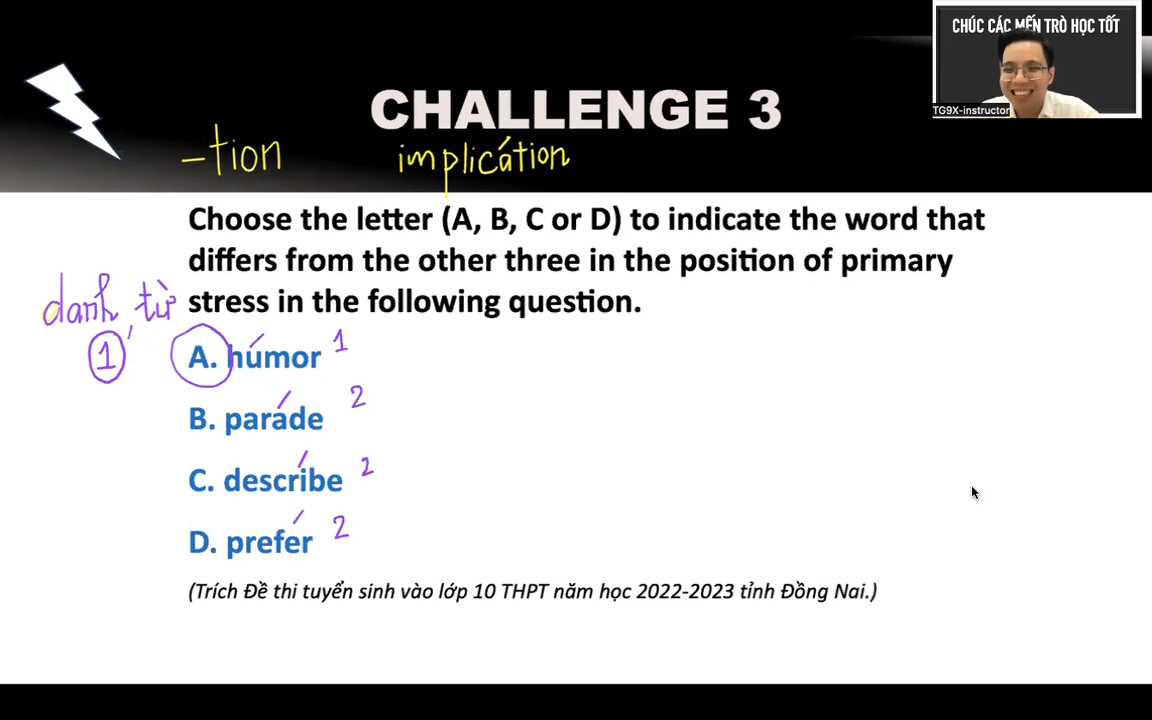 CHÚC CÁC MẾN TRÒ HỌC TỐT
TG9X-instructor
CHALLENGE 3
-tion implicátion
Choose the letter (A, B, C or D) to indicate the word that
differs from the other three in the position of primary
stress in the following question.
danh từ
1
A. humor 1
B. parade 2
C. describe 2
D. prefer 2
(Trích Đề thi tuyển sinh vào lớp 10 THPT năm học 2022-2023 tỉnh Đồng Nai.)